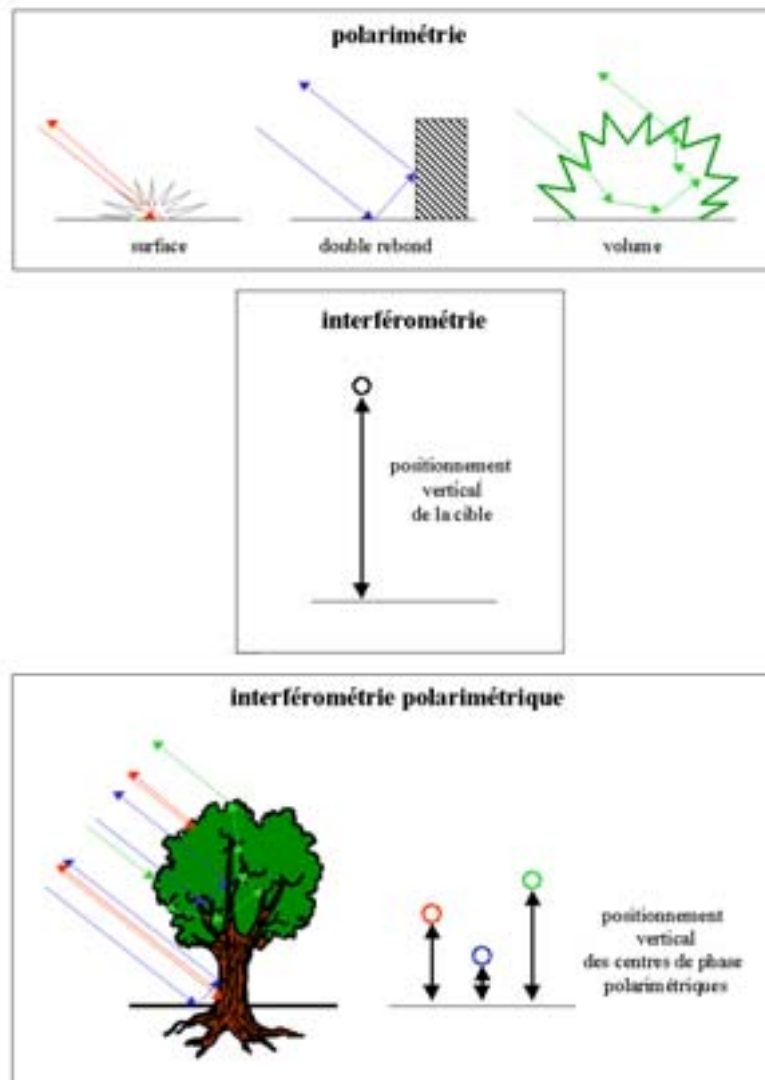 polarimétrie
surface
double rebond
volume
interférométrie
positionnement
vertical
de la cible
interférométrie polarimétrique
positionnement
vertical
des centres de phase
polarimétriques